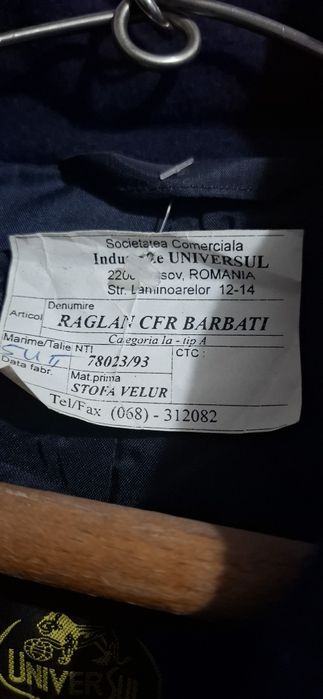 Societatea Comerciala
UNIVERSUL
ROMANIA
Str. Laminoarelor 12-14
Articol
Denumire
RAGLAN CFR BARBATI
Categoria Ia - tip A
Marime/Talie
NTI
78023/93
CTC :
Data fabr.
Mat.prima
STOFA VELUR
Tel/Fax (068) - 312082
UNIVERSUL